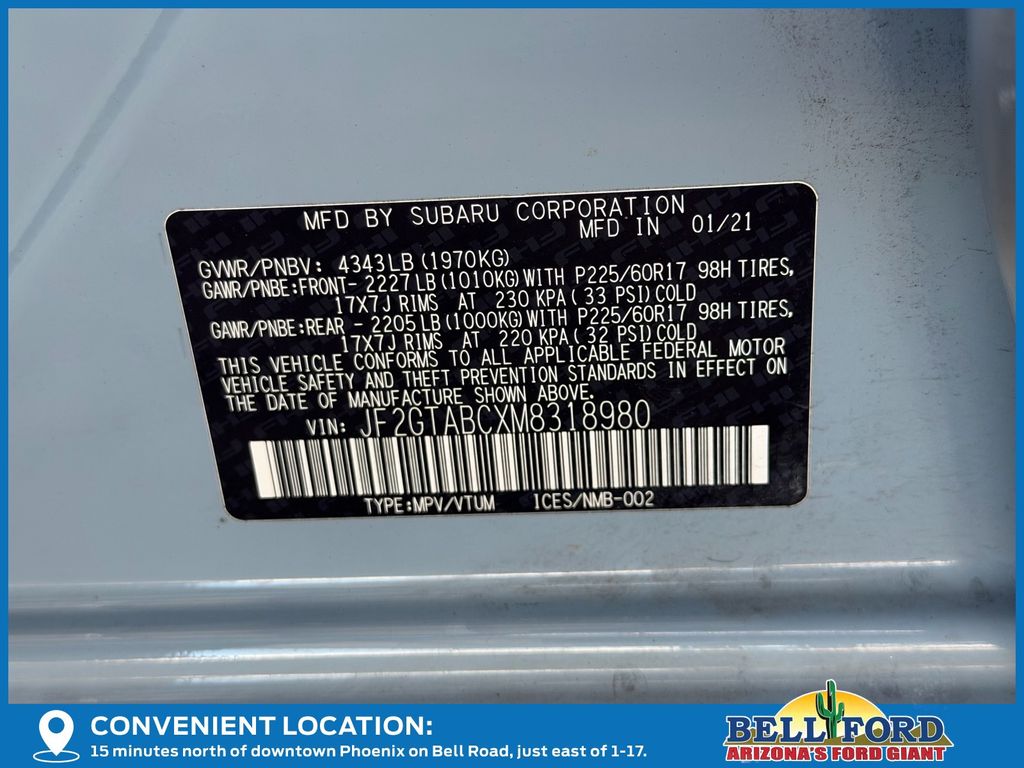 MFD BY SUBARU CORPORATION
MFD IN 01/21
GVWR/PNBV: 4343LB (1970KG)
GAWR/PNBE:FRONT- 2227LB (1010KG) WITH P225/60R17 98H TIRES,
17X7J RIMS AT 230 KPA ( 33 PSI) COLD
GAWR/PNBE:REAR - 2205LB (1000KG) WITH P225/60R17 98H TIRES,
17X7J RIMS AT 220 KPA ( 32 PSI) COLD
THIS VEHICLE CONFORMS TO ALL APPLICABLE FEDERAL MOTOR
VEHICLE SAFETY AND THEFT PREVENTION STANDARDS IN EFFECT ON
THE DATE OF MANUFACTURE SHOWN ABOVE.
VIN: JF2GTABCXM8318980
TYPE:MPV/VTUM ICES/NMB-002
CONVENIENT LOCATION:
15 minutes north of downtown Phoenix on Bell Road, just east of 1-17.
BELL FORD
ARIZONA'S FORD GIANT